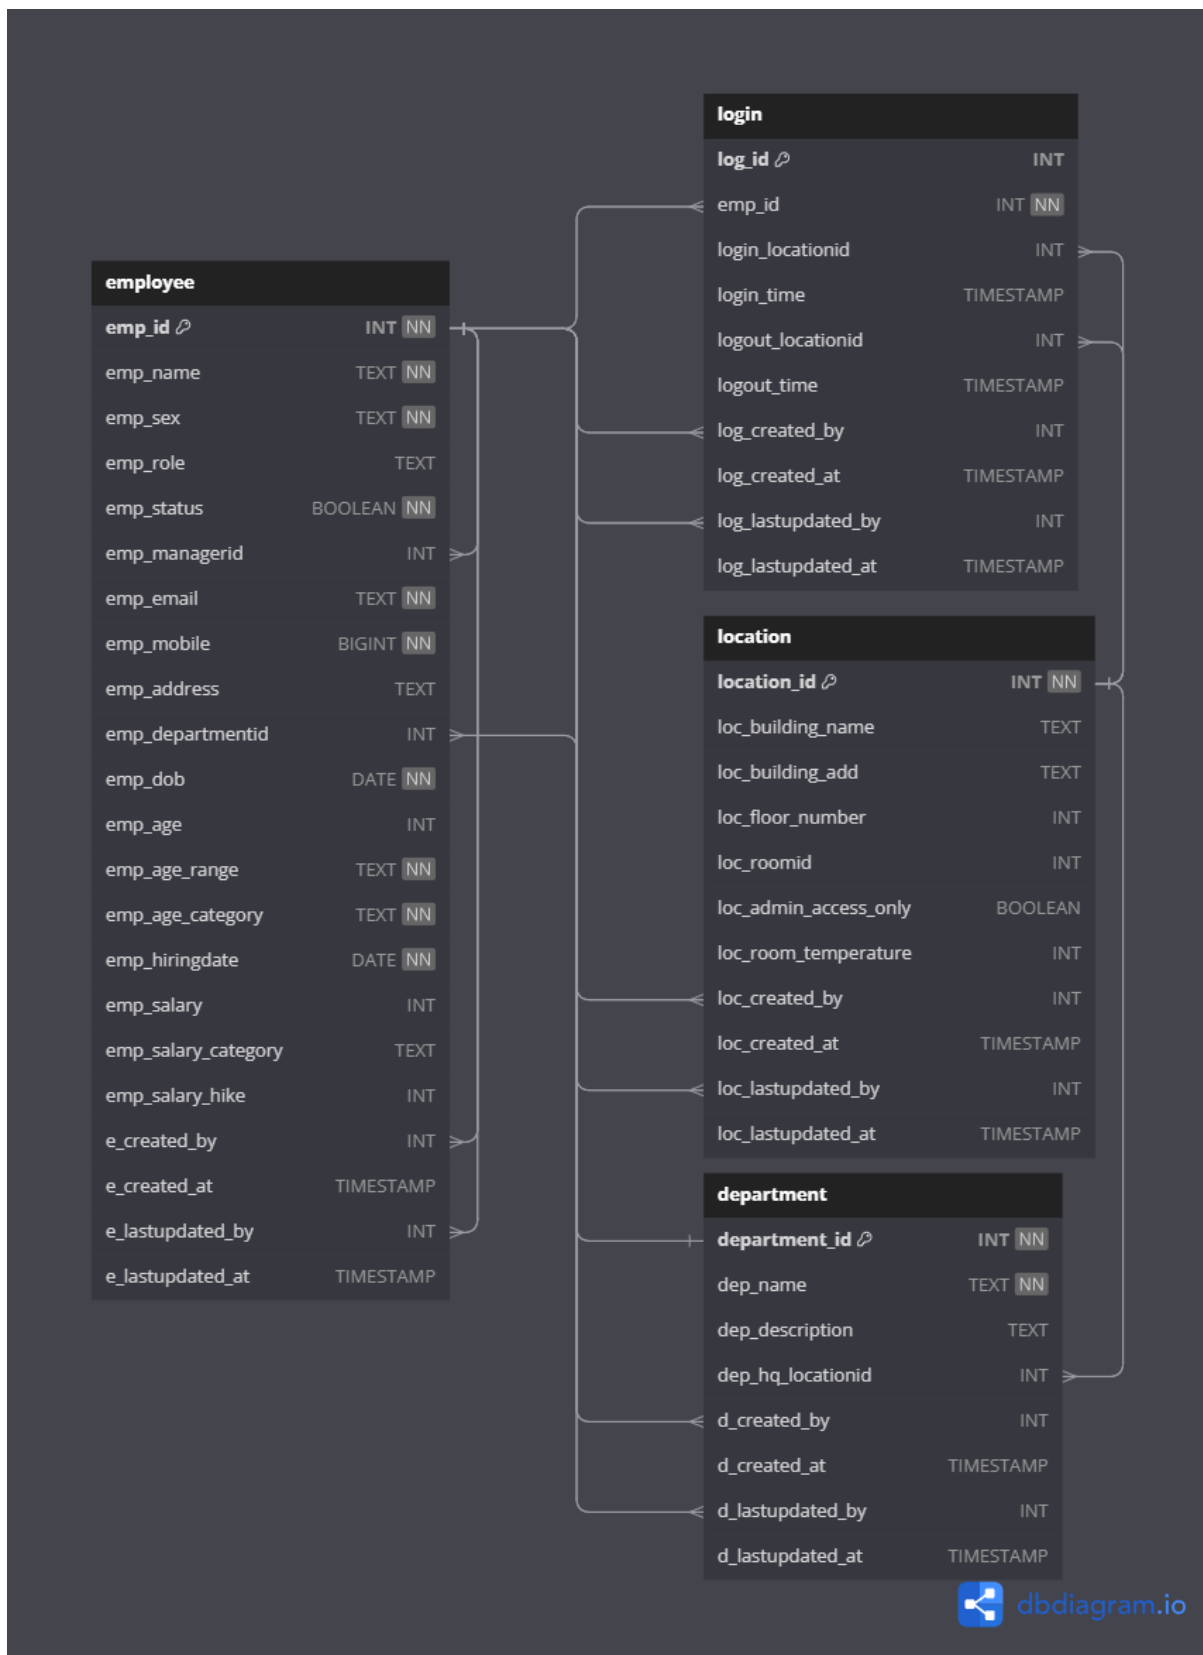 employee
emp_id INT NN
emp_name TEXT NN
emp_sex TEXT NN
emp_role TEXT
emp_status BOOLEAN NN
emp_managerid INT
emp_email TEXT NN
emp_mobile BIGINT NN
emp_address TEXT
emp_departmentid INT
emp_dob DATE NN
emp_age INT
emp_age_range TEXT NN
emp_age_category TEXT NN
emp_hiringdate DATE NN
emp_salary INT
emp_salary_category TEXT
emp_salary_hike INT
e_created_by INT
e_created_at TIMESTAMP
e_lastupdated_by INT
e_lastupdated_at TIMESTAMP
login
log_id INT
emp_id INT NN
login_locationid INT
login_time TIMESTAMP
logout_locationid INT
logout_time TIMESTAMP
log_created_by INT
log_created_at TIMESTAMP
log_lastupdated_by INT
log_lastupdated_at TIMESTAMP
location
location_id INT NN
loc_building_name TEXT
loc_building_add TEXT
loc_floor_number INT
loc_roomid INT
loc_admin_access_only BOOLEAN
loc_room_temperature INT
loc_created_by INT
loc_created_at TIMESTAMP
loc_lastupdated_by INT
loc_lastupdated_at TIMESTAMP
department
department_id INT NN
dep_name TEXT NN
dep_description TEXT
dep_hq_locationid INT
d_created_by INT
d_created_at TIMESTAMP
d_lastupdated_by INT
d_lastupdated_at TIMESTAMP
dbdiagram.io